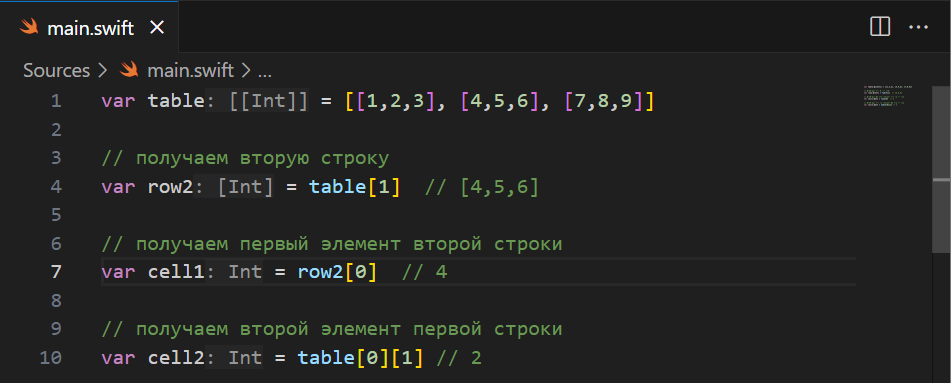 main.swift
Sources > main.swift > ...
1 var table: [[Int]] = [[1,2,3], [4,5,6], [7,8,9]]
2
3 // получаем вторую строку
4 var row2: [Int] = table[1]  // [4,5,6]
5
6 // получаем первый элемент второй строки
7 var cell1: Int = row2[0]  // 4
8
9 // получаем второй элемент первой строки
10 var cell2: Int = table[0][1] // 2